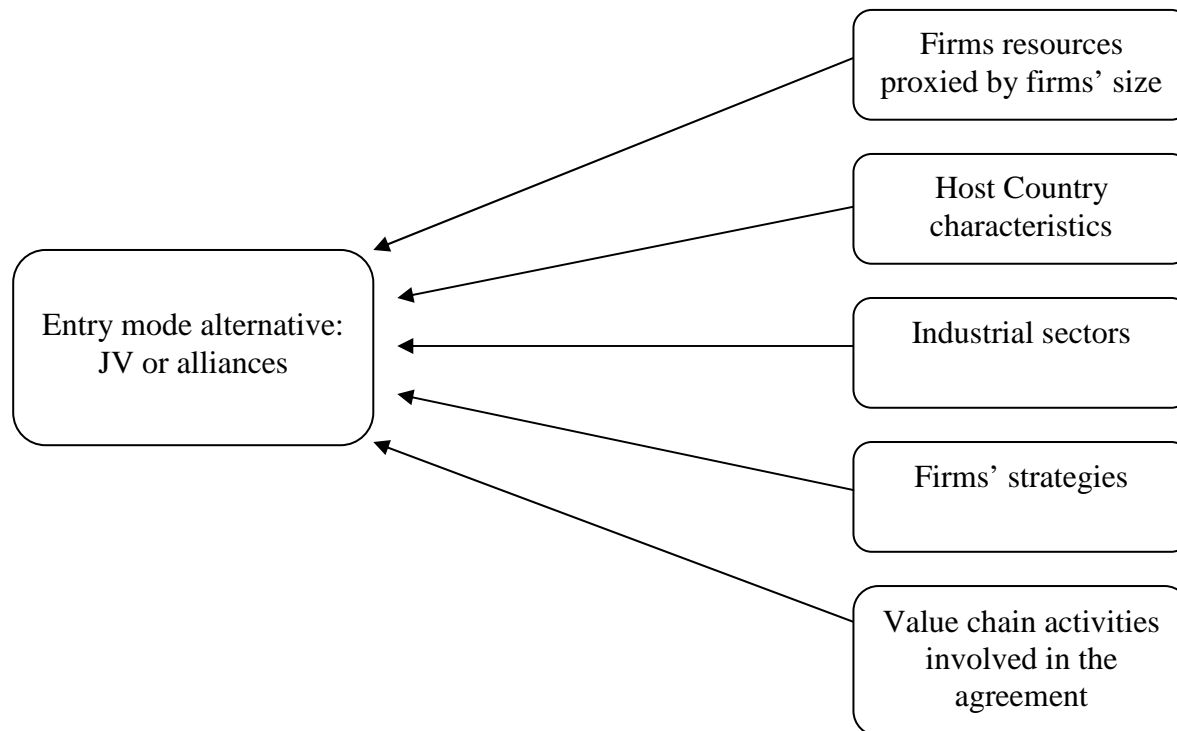 Firms resources
proxied by firms’ size
Host Country
characteristics
Entry mode alternative:
JV or alliances
Industrial sectors
Firms’ strategies
Value chain activities
involved in the
agreement